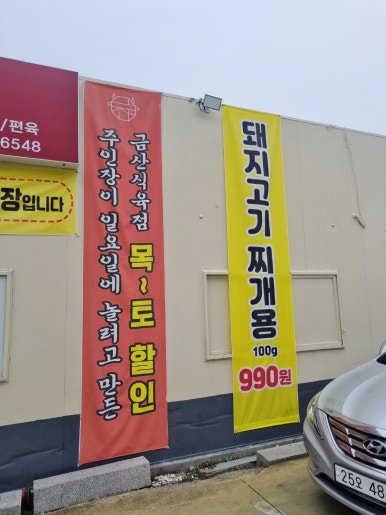 /편육
6548
장입니다
주인장이 일요일에 놀려고 만든
금산식육점 목~토 할인
돼지고기 찌개용
100g
990원
25오 48